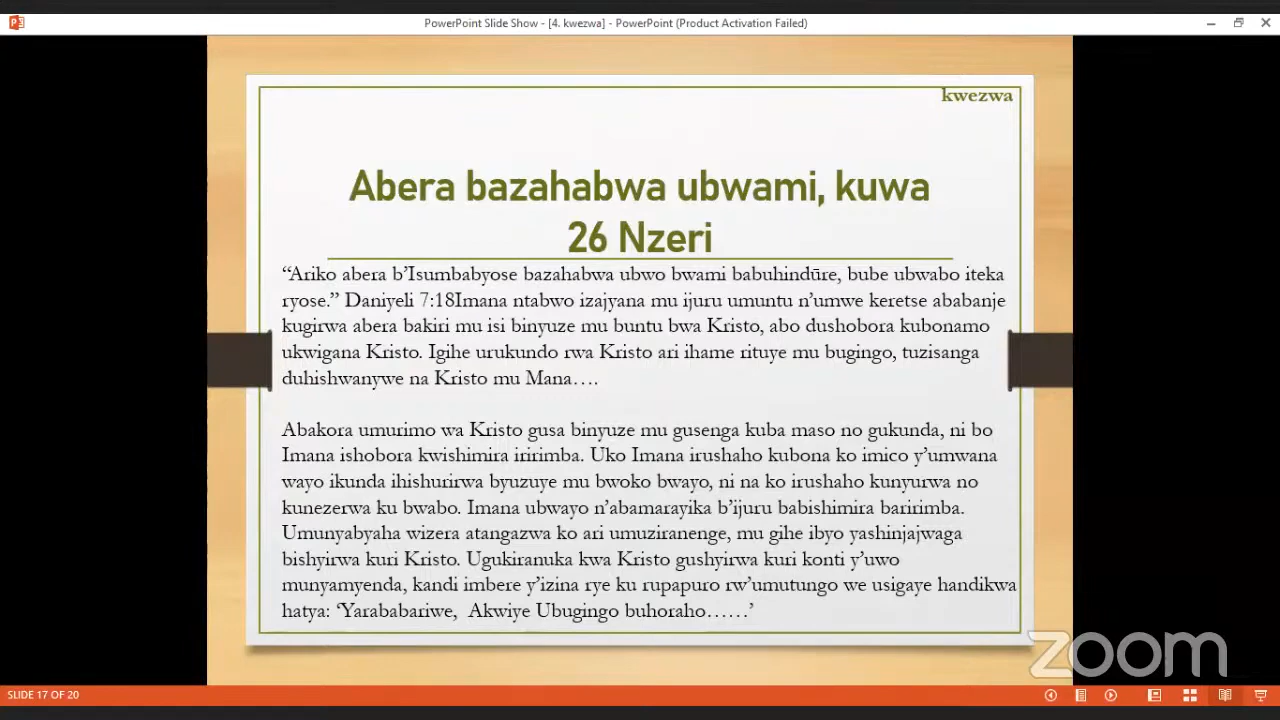 PowerPoint Slide Show - [4. kwezwa] - PowerPoint (Product Activation Failed)
kwezwa
Abera bazahabwa ubwami, kuwa
26 Nzeri
“Ariko abera b’Isumbabyose bazahabwa ubwo bwami babuhindūre, bube ubwabo iteka
ryose.” Daniyeli 7:18Imana ntabwo izajyana mu ijuru umuntu n’umwe keretse ababanje
kugirwa abera bakiri mu isi binyuze mu buntu bwa Kristo, abo dushobora kubonamo
ukwigana Kristo. Igihe urukundo rwa Kristo ari ihame rituye mu bugingo, tuzisanga
duhishwanywe na Kristo mu Mana….
Abakora umurimo wa Kristo gusa binyuze mu gusenga kuba maso no gukunda, ni bo
Imana ishobora kwishimira iririmba. Uko Imana irushaho kubona ko imico y’umwana
wayo ikunda ihishurirwa byuzuye mu bwoko bwayo, ni na ko irushaho kunyurwa no
kunezerwa ku bwabo. Imana ubwayo n’abamarayika b’ijuru babishimira baririmba.
Umunyabyaha wizera atangazwa ko ari umuziranenge, mu gihe ibyo yashinjajwaga
bishyirwa kuri Kristo. Ugukiranuka kwa Kristo gushyirwa kuri konti y’uwo
munyamyenda, kandi imbere y’izina rye ku rupapuro rw’umutungo we usigaye handikwa
hatya: ‘Yarababariwe, Akwiye Ubugingo buhoraho……’
zoom
SLIDE 17 OF 20